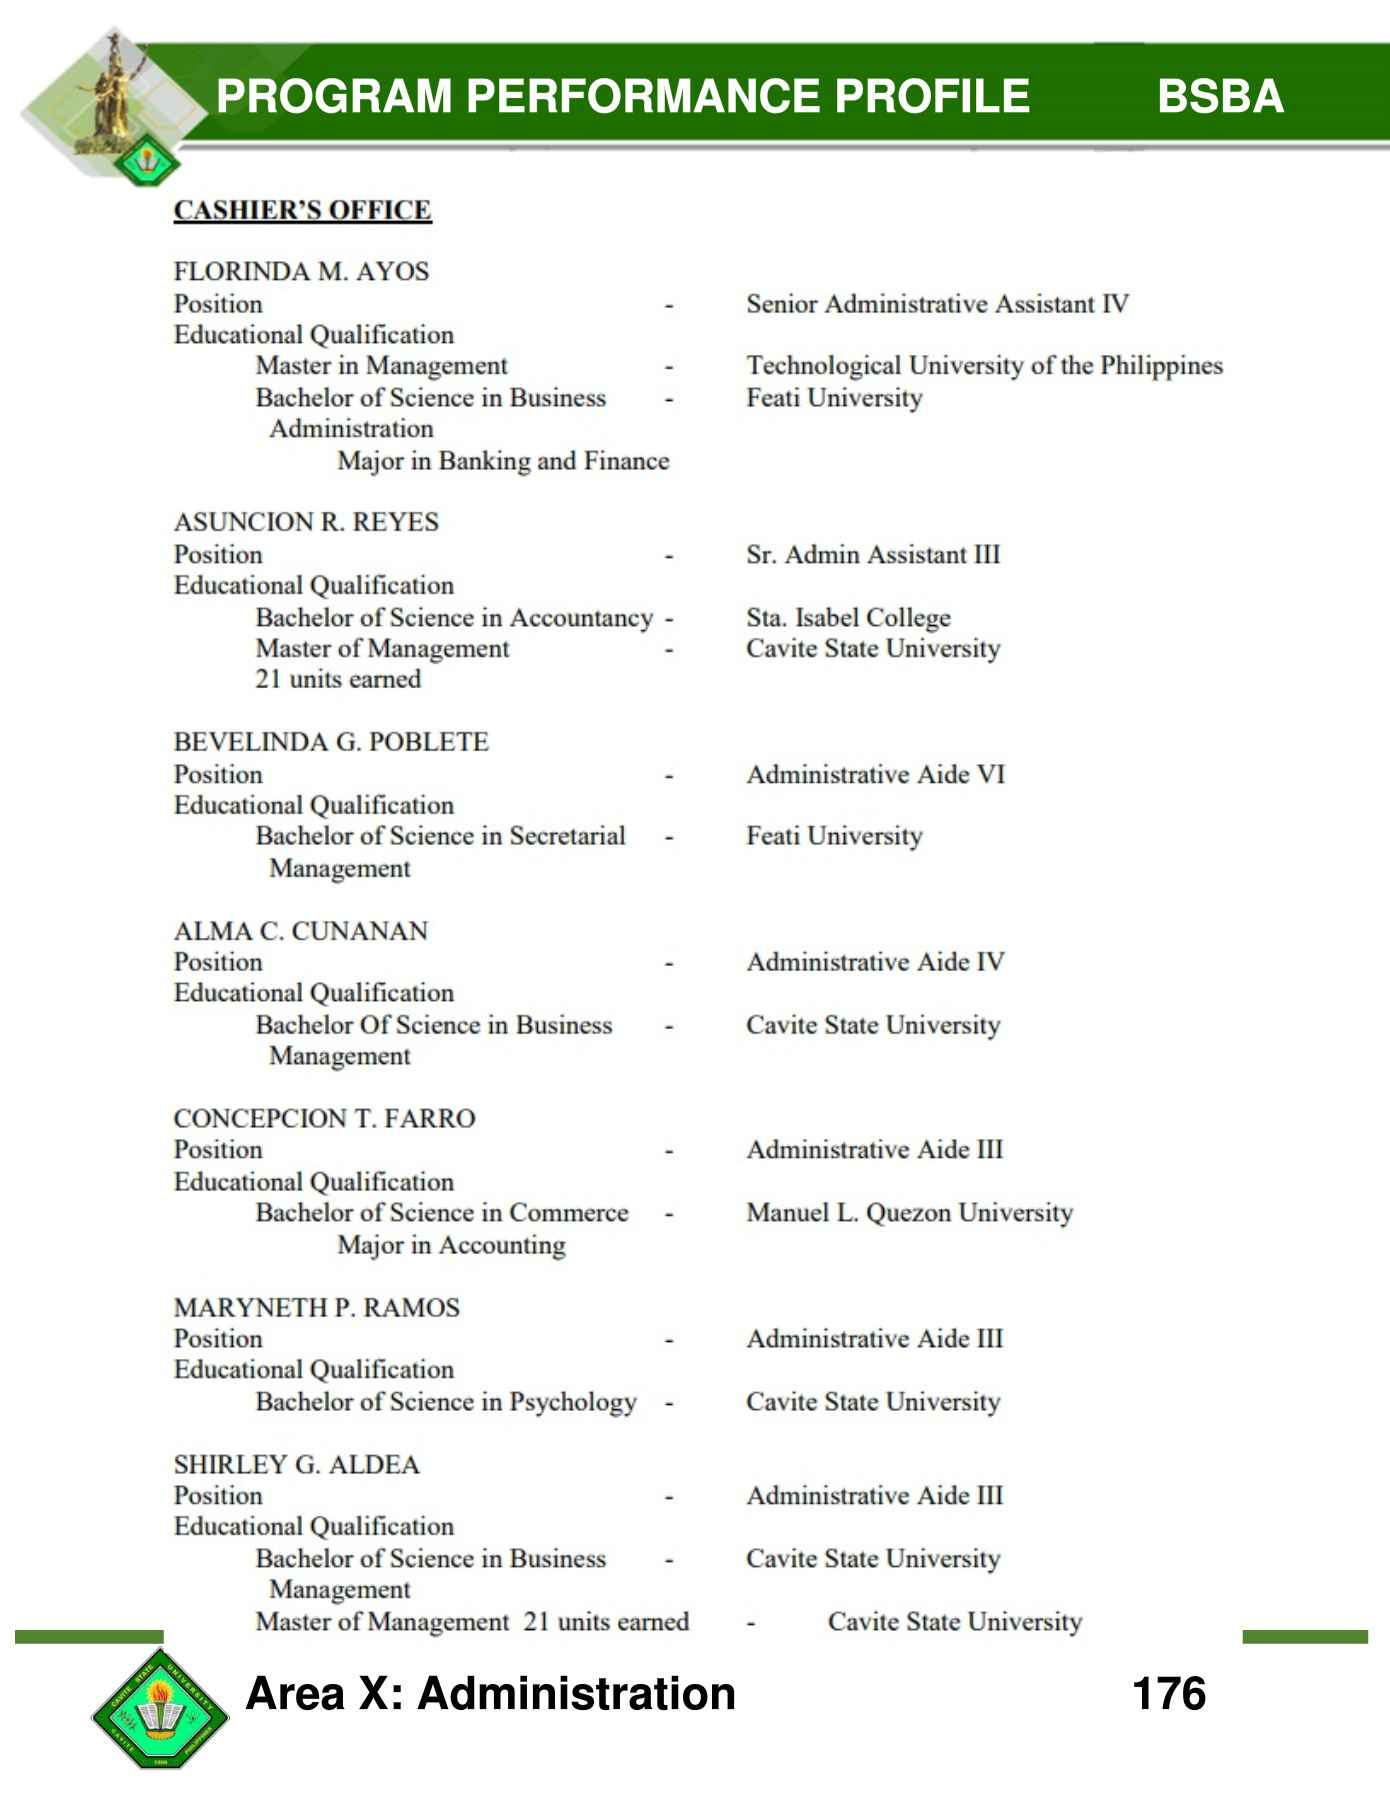 PROGRAM PERFORMANCE PROFILE BSBA
CASHIER'S OFFICE
FLORINDA M. AYOS
Position - Senior Administrative Assistant IV
Educational Qualification
Master in Management - Technological University of the Philippines
Bachelor of Science in Business - Feati University
Administration
Major in Banking and Finance
ASUNCION R. REYES
Position - Sr. Admin Assistant III
Educational Qualification
Bachelor of Science in Accountancy - Sta. Isabel College
Master of Management - Cavite State University
21 units earned
BEVELINDA G. POBLETE
Position - Administrative Aide VI
Educational Qualification
Bachelor of Science in Secretarial - Feati University
Management
ALMA C. CUNANAN
Position - Administrative Aide IV
Educational Qualification
Bachelor Of Science in Business - Cavite State University
Management
CONCEPCION T. FARRO
Position - Administrative Aide III
Educational Qualification
Bachelor of Science in Commerce - Manuel L. Quezon University
Major in Accounting
MARYNETH P. RAMOS
Position - Administrative Aide III
Educational Qualification
Bachelor of Science in Psychology - Cavite State University
SHIRLEY G. ALDEA
Position - Administrative Aide III
Educational Qualification
Bachelor of Science in Business - Cavite State University
Management
Master of Management 21 units earned - Cavite State University
CAVITE STATE UNIVERSITY
CAVITE PHILIPPINES
1906
Area X: Administration 176